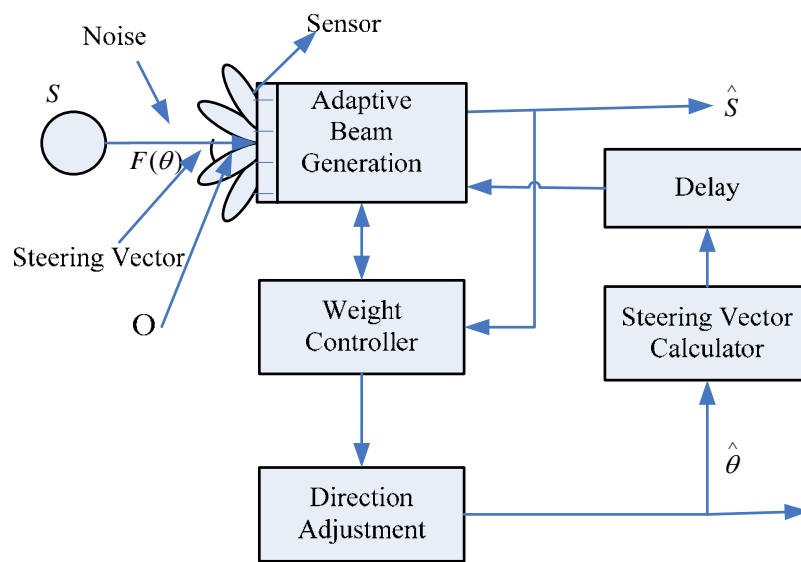 Sensor
Noise
S
Adaptive
Beam
Generation
Ŝ
F(θ)
Delay
Steering Vector
O
Weight
Controller
Steering Vector
Calculator
θ̂
Direction
Adjustment